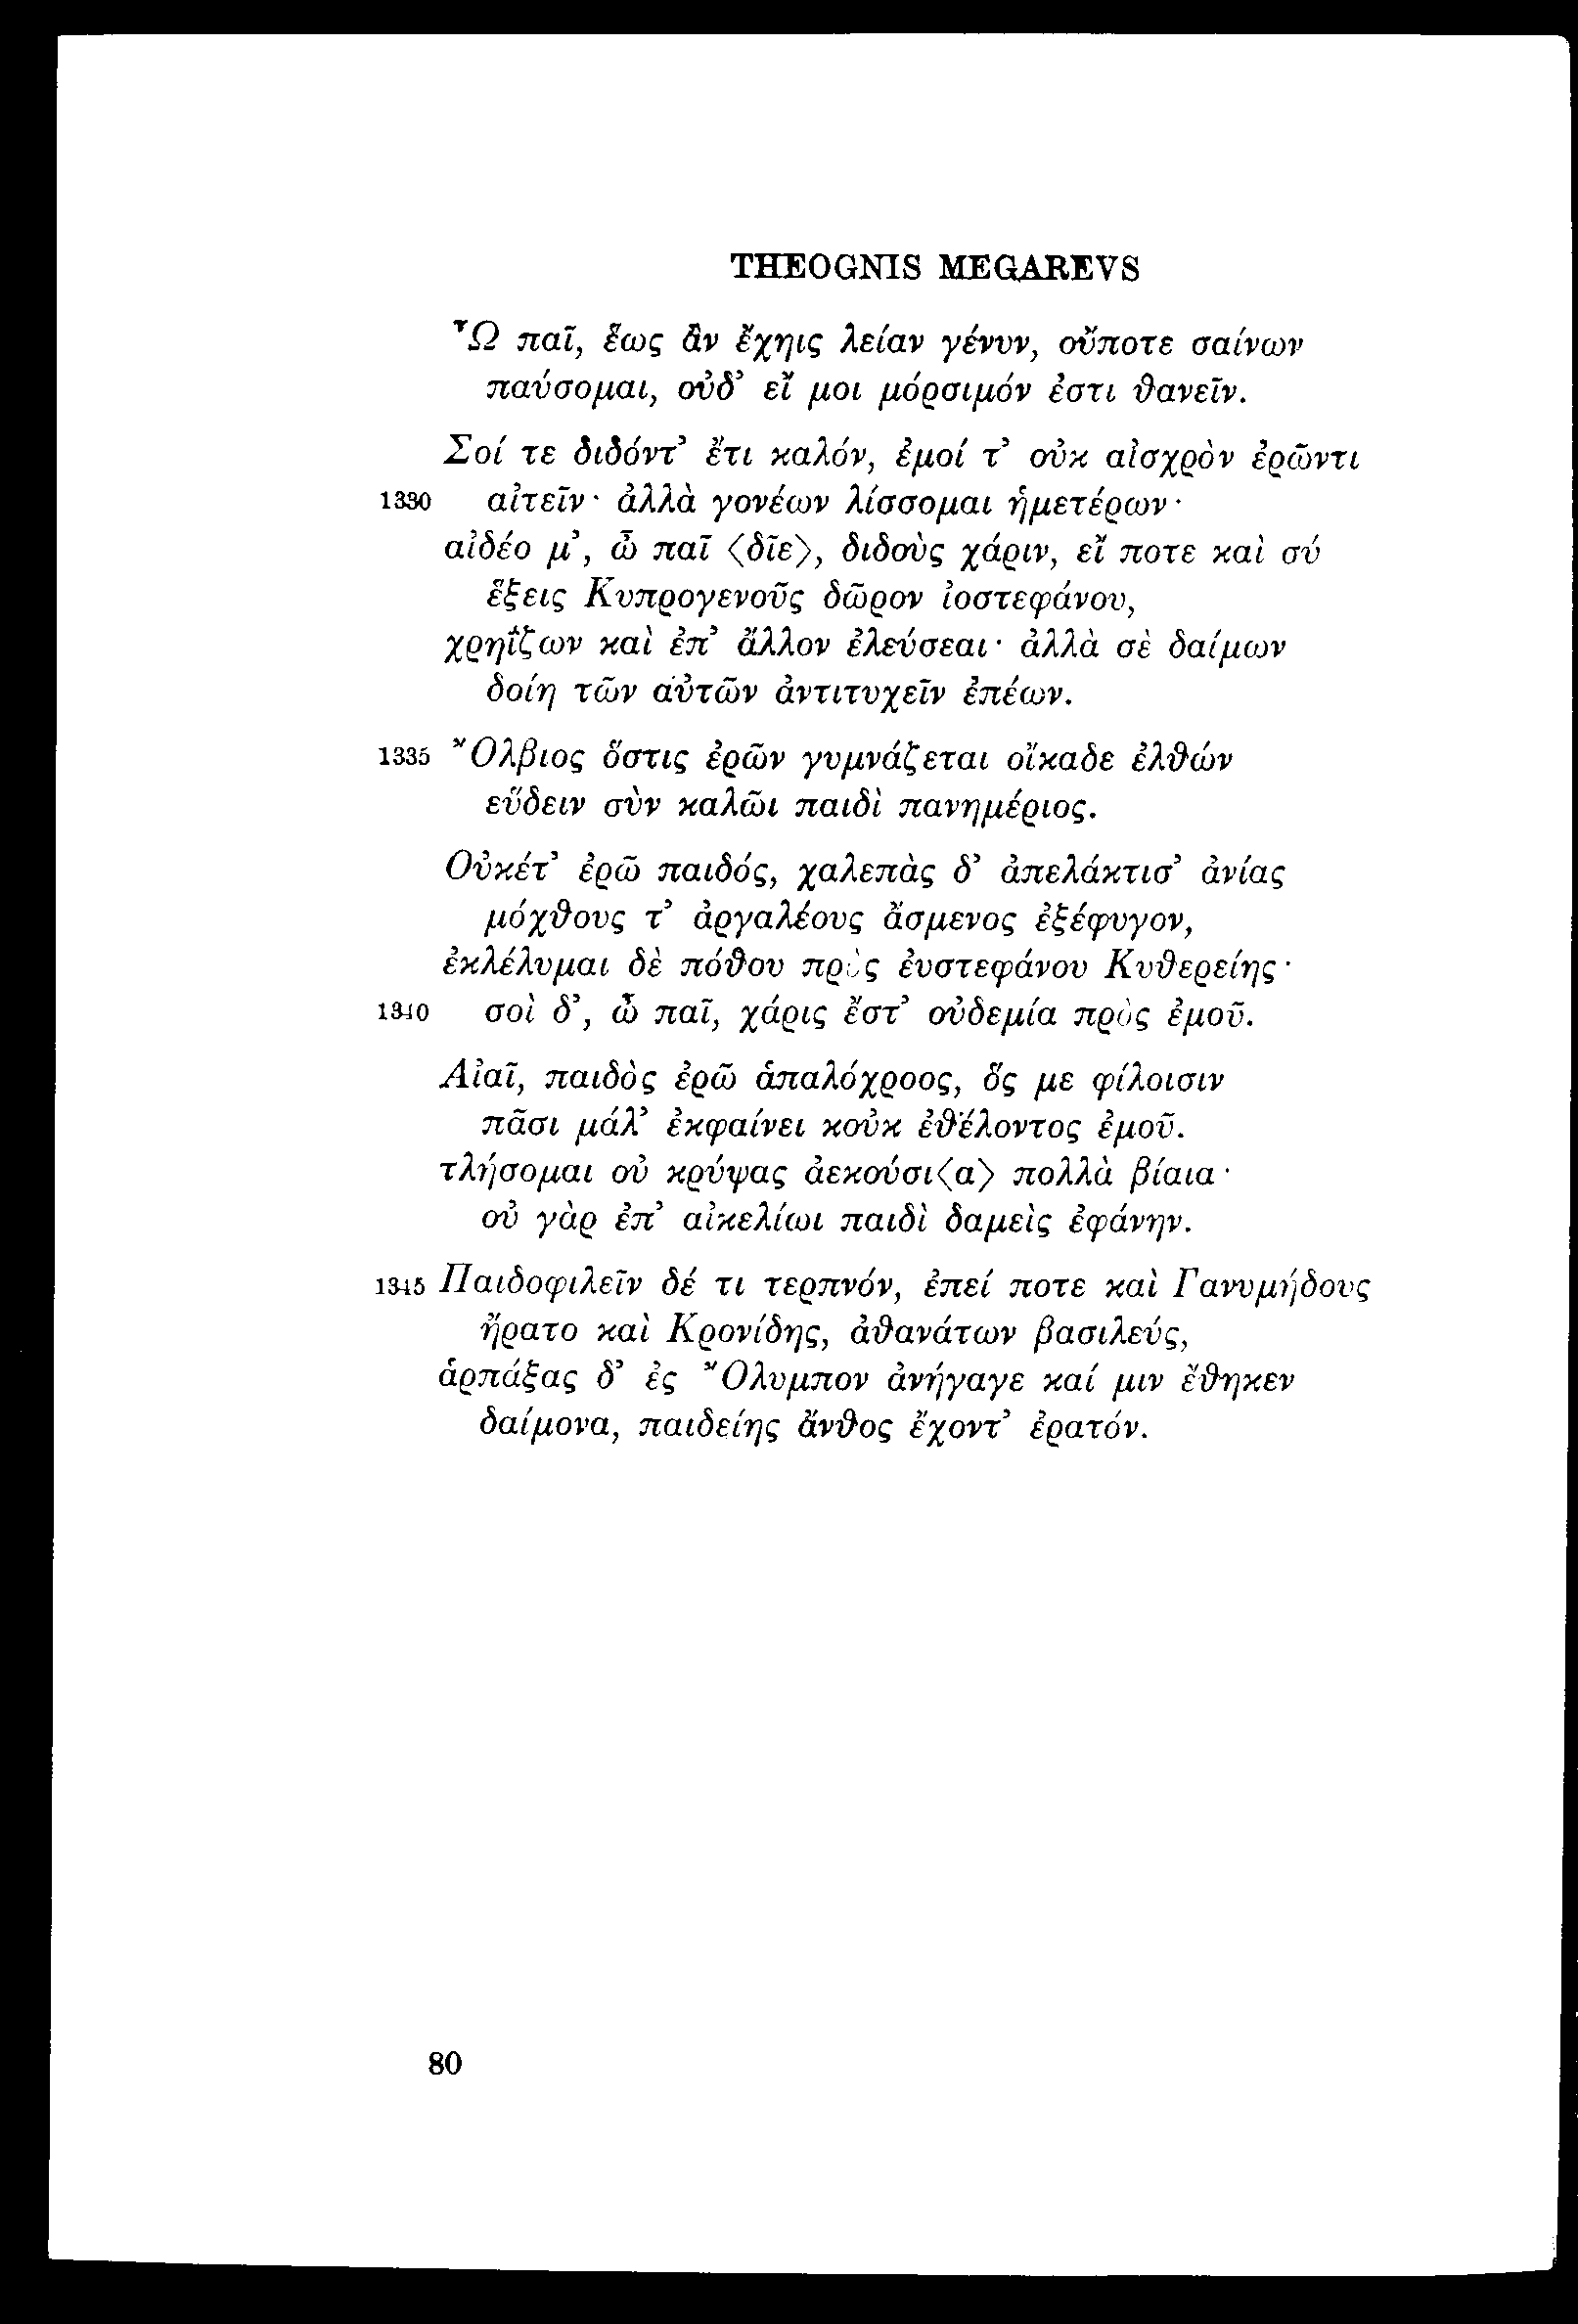 THEOGNIS MEGAREVS
Ὦ παῖ, ἕως ἂν ἔχηις λείαν γένυν, οὔποτε σαίνων
παύσομαι, οὐδ’ εἴ μοι μόρσιμόν ἐστι θανεῖν.
Σοί τε διδόντ’ ἔτι καλόν, ἐμοί τ’ οὐκ αἰσχρὸν ἐρῶντι
1330 αἰτεῖν· ἀλλὰ γονέων λίσσομαι ἡμετέρων·
αἰδέο μ’, ὦ παῖ ⟨δῖε⟩, διδοὺς χάριν, εἴ ποτε καὶ σύ
ἕξεις Κυπρογενοῦς δῶρον ἰοστεφάνου,
χρηΐζων καὶ ἐπ’ ἄλλον ἐλεύσεαι· ἀλλὰ σὲ δαίμων
δοίη τῶν αὐτῶν ἀντιτυχεῖν ἐπέων.
1335 Ὄλβιος ὅστις ἐρῶν γυμνάζεται οἴκαδε ἐλθών
εὕδειν σὺν καλῶι παιδὶ πανημέριος.
Οὐκέτ’ ἐρῶ παιδός, χαλεπὰς δ’ ἀπελάκτισ’ ἀνίας
μόχθους τ’ ἀργαλέους ἄσμενος ἐξέφυγον,
ἐκλέλυμαι δὲ πόθου πρὸς ἐυστεφάνου Κυθερείης·
1340 σοὶ δ’, ὦ παῖ, χάρις ἔστ’ οὐδεμία πρὸς ἐμοῦ.
Αἰαῖ, παιδὸς ἐρῶ ἁπαλόχροος, ὅς με φίλοισιν
πᾶσι μάλ’ ἐκφαίνει κοὐκ ἐθέλοντος ἐμοῦ.
τλήσομαι οὐ κρύψας ἀεκούσι⟨α⟩ πολλὰ βίαια·
οὐ γὰρ ἐπ’ αἰκελίωι παιδὶ δαμεὶς ἐφάνην.
1345 Παιδοφιλεῖν δέ τι τερπνόν, ἐπεί ποτε καὶ Γανυμήδους
ἤρατο καὶ Κρονίδης, ἀθανάτων βασιλεύς,
ἁρπάξας δ’ ἐς Ὄλυμπον ἀνήγαγε καί μιν ἔθηκεν
δαίμονα, παιδείης ἄνθος ἔχοντ’ ἐρατόν.
80